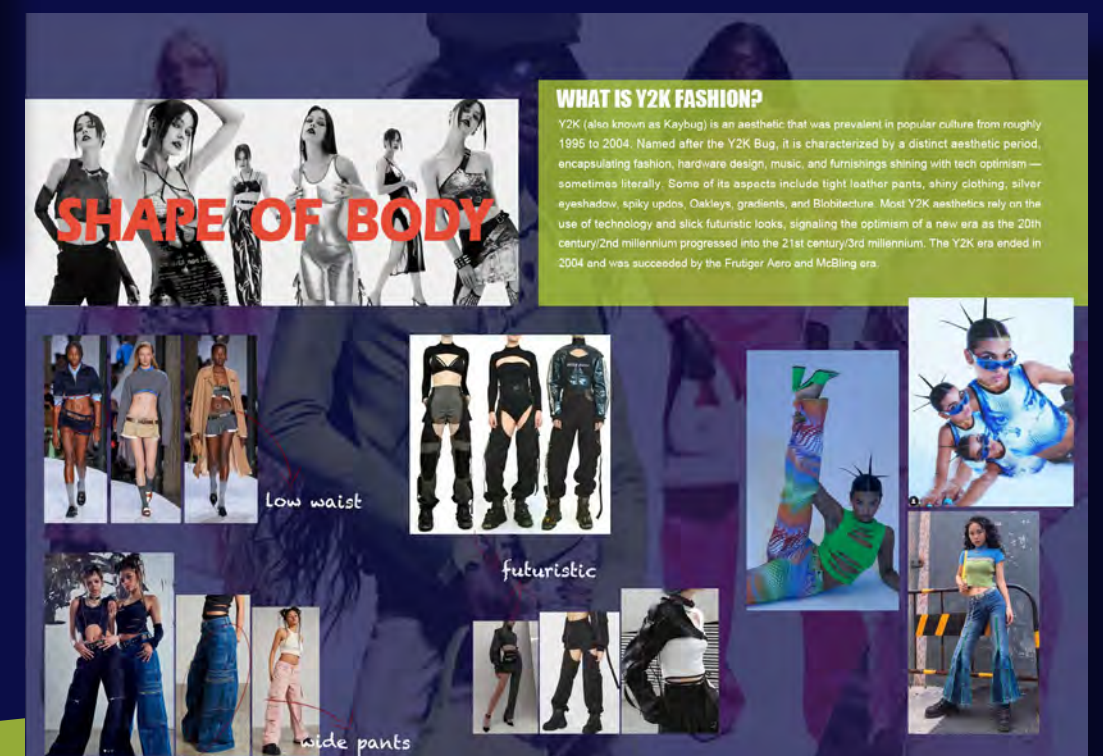 SHAPE OF BODY
WHAT IS Y2K FASHION?
Y2K (also known as Kaybug) is an aesthetic that was prevalent in popular culture from roughly
1995 to 2004. Named after the Y2K Bug, it is characterized by a distinct aesthetic period,
encapsulating fashion, hardware design, music, and furnishings shining with tech optimism —
sometimes literally. Some of its aspects include tight leather pants, shiny clothing, silver
eyeshadow, spiky updos, Oakleys, gradients, and Blobitecture. Most Y2K aesthetics rely on the
use of technology and slick futuristic looks, signaling the optimism of a new era as the 20th
century/2nd millennium progressed into the 21st century/3rd millennium. The Y2K era ended in
2004 and was succeeded by the Frutiger Aero and McBling era.
low waist
futuristic
wide pants